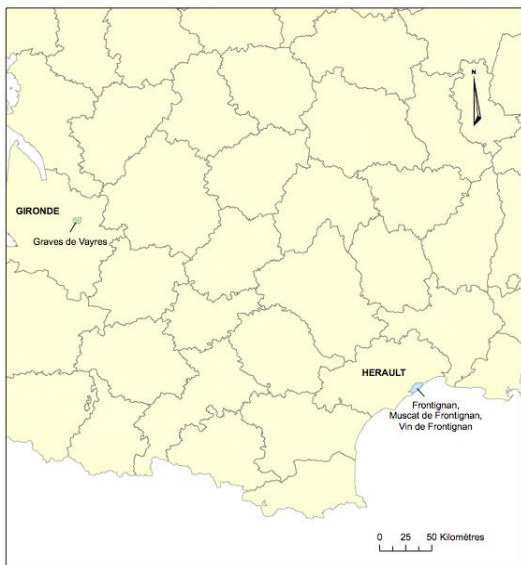 N
GIRONDE
Graves de Vayres
HERAULT
Frontignan,
Muscat de Frontignan,
Vin de Frontignan
0 25 50 Kilomètres